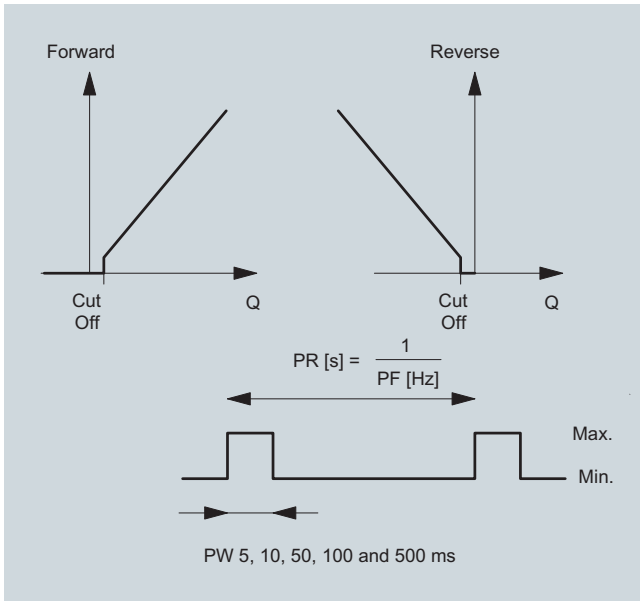 Forward
Reverse
Cut
Off
Q
Cut
Off
Q
PR [s] = 1
PF [Hz]
Max.
Min.
PW 5, 10, 50, 100 and 500 ms